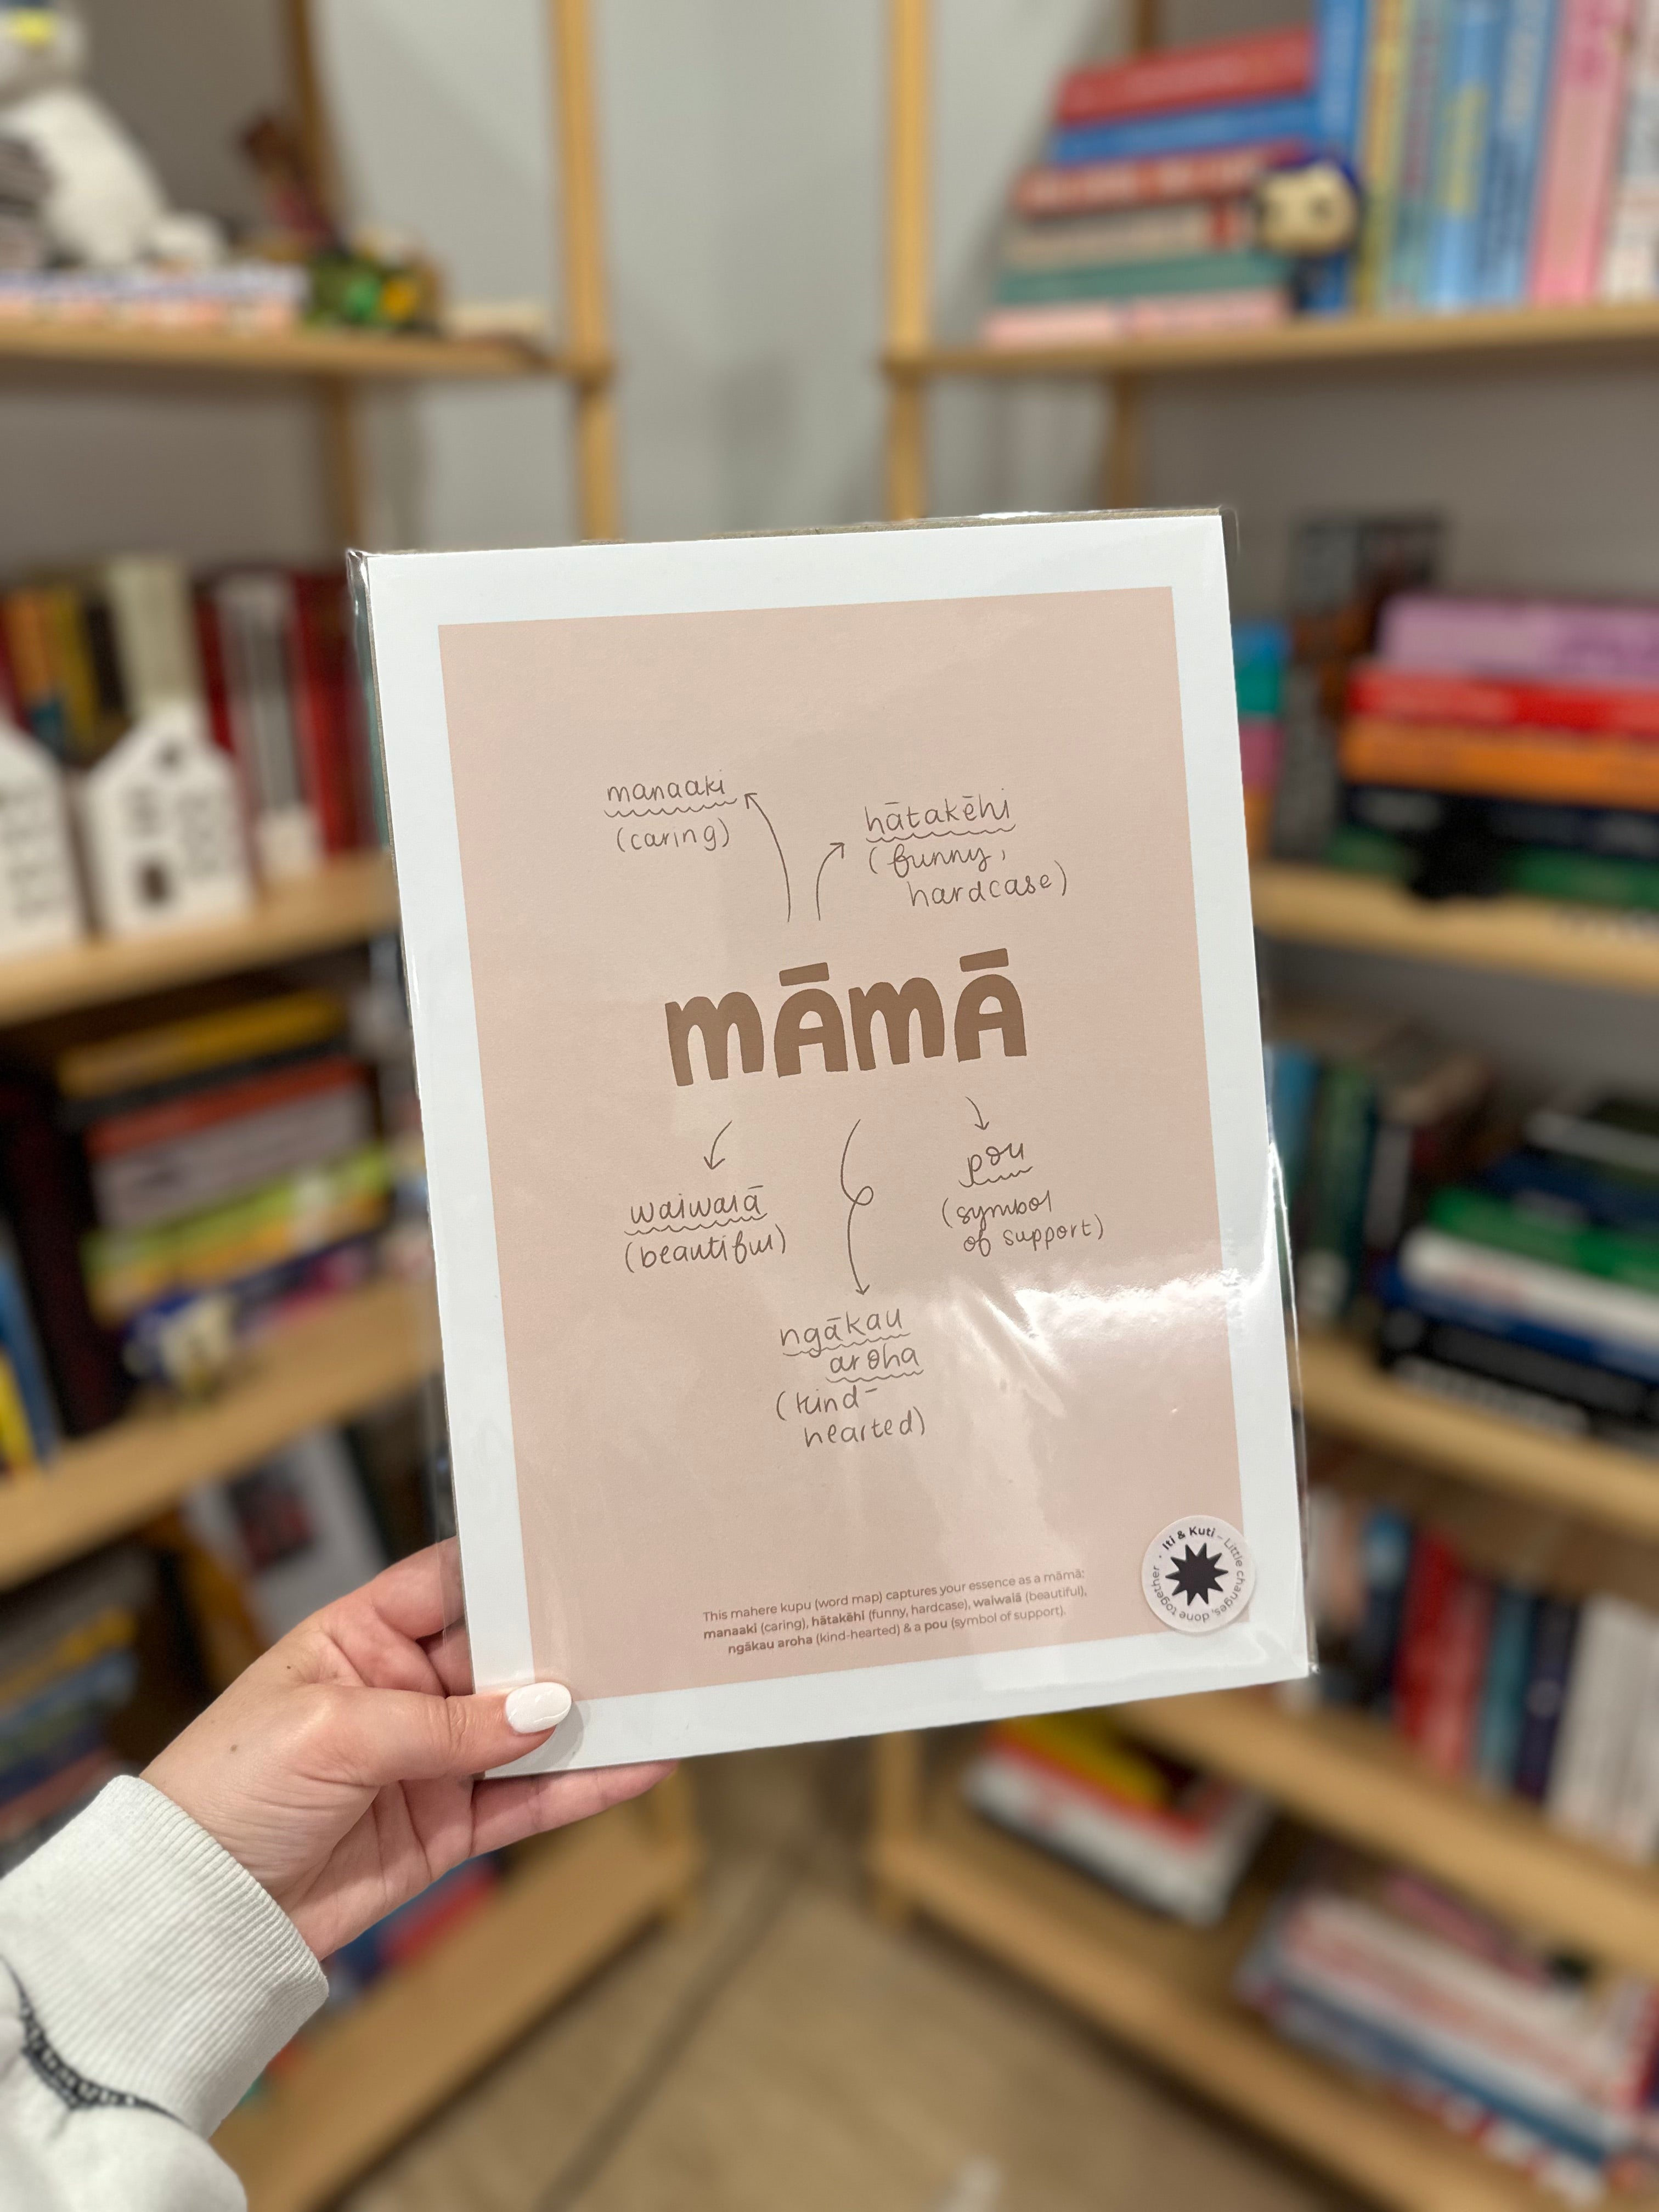 manaaki
(caring)
hātakēhi
(funny,
hardcase)
māmā
waiwaiā
(beautiful)
pou
(symbol
of support)
ngākau
aroha
(kind-
hearted)
This mahere kupu (word map) captures your essence as a māmā:
manaaki (caring), hātakēhi (funny, hardcase), waiwaiā (beautiful),
ngākau aroha (kind-hearted) & a pou (symbol of support).
Iti & Kuti - Little changes, done together ·